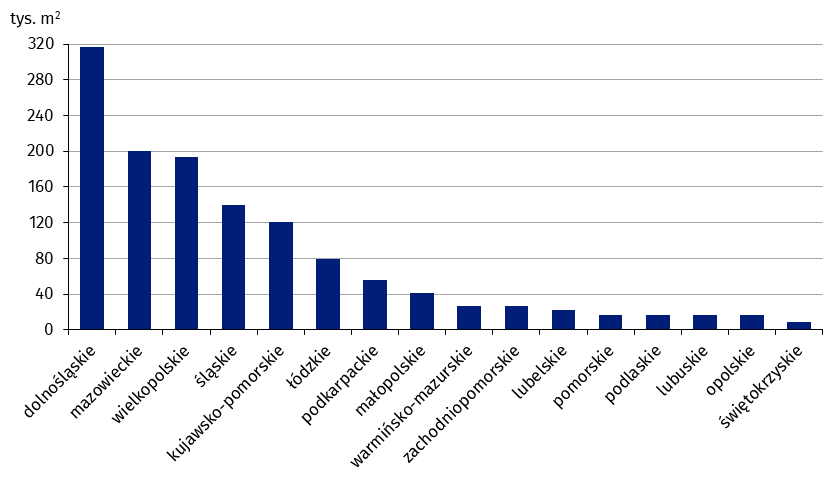 tys. m²
320
280
240
200
160
120
80
40
0
dolnośląskie
mazowieckie
wielkopolskie
śląskie
kujawsko-pomorskie
łódzkie
podkarpackie
małopolskie
warmińsko-mazurskie
zachodniopomorskie
lubelskie
pomorskie
podlaskie
lubuskie
opolskie
świętokrzyskie